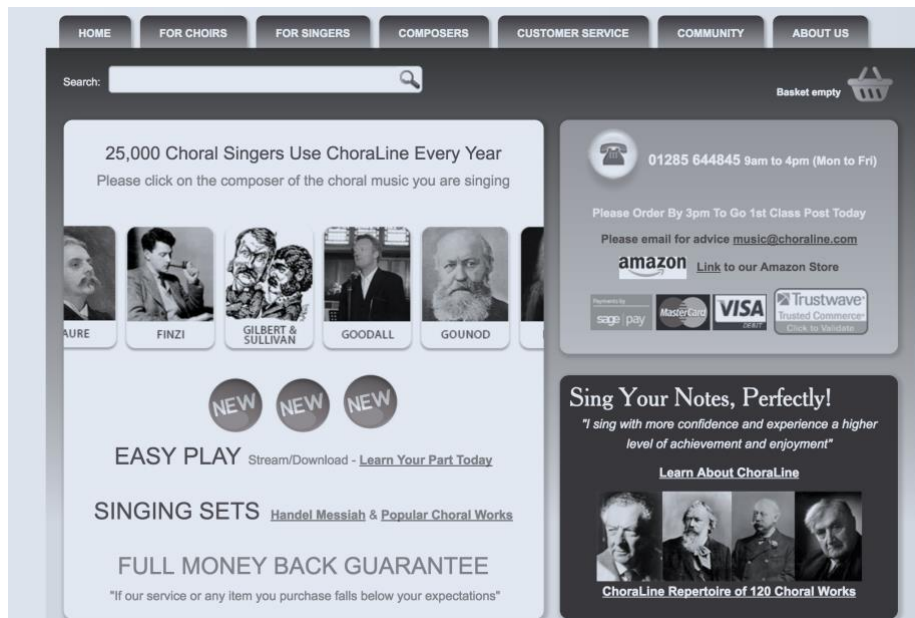 HOME FOR CHOIRS FOR SINGERS COMPOSERS CUSTOMER SERVICE COMMUNITY ABOUT US
Search:
Basket empty
25,000 Choral Singers Use ChoraLine Every Year
Please click on the composer of the choral music you are singing
AURE FINZI GILBERT &
SULLIVAN GOODALL GOUNOD
NEW NEW NEW
EASY PLAY Stream/Download - Learn Your Part Today
SINGING SETS Handel Messiah & Popular Choral Works
FULL MONEY BACK GUARANTEE
"If our service or any item you purchase falls below your expectations"
01285 644845 9am to 4pm (Mon to Fri)
Please Order By 3pm To Go 1st Class Post Today
Please email for advice music@choraline.com
amazon Link to our Amazon Store
Payments by
sage pay MasterCard VISA
DEBIT
Trustwave
Trusted Commerce
Click to Validate
Sing Your Notes, Perfectly!
"I sing with more confidence and experience a higher
level of achievement and enjoyment"
Learn About ChoraLine
ChoraLine Repertoire of 120 Choral Works